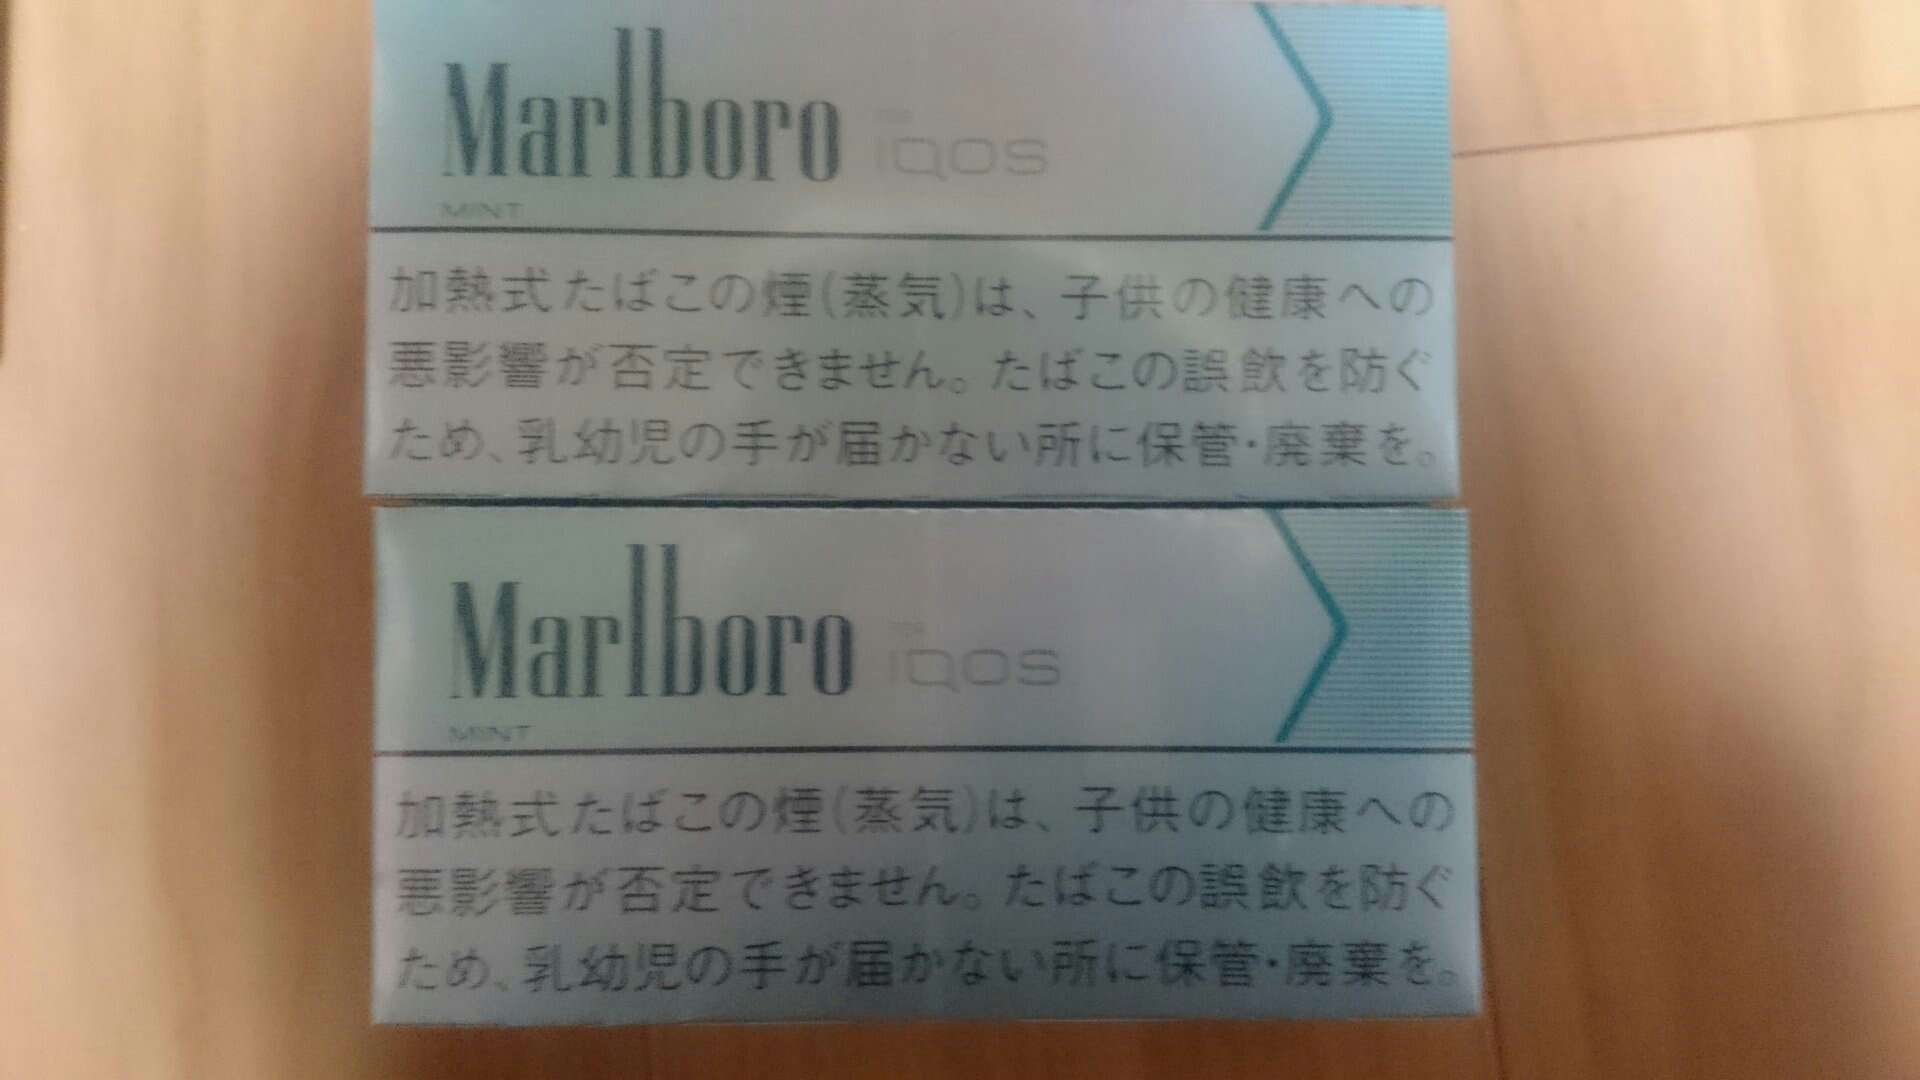 Marlboro iQOS
MINT
加熱式たばこの煙(蒸気)は、子供の健康への
悪影響が否定できません。たばこの誤飲を防ぐ
ため、乳幼児の手が届かない所に保管・廃棄を。
Marlboro iQOS
MINT
加熱式たばこの煙(蒸気)は、子供の健康への
悪影響が否定できません。たばこの誤飲を防ぐ
ため、乳幼児の手が届かない所に保管・廃棄を。